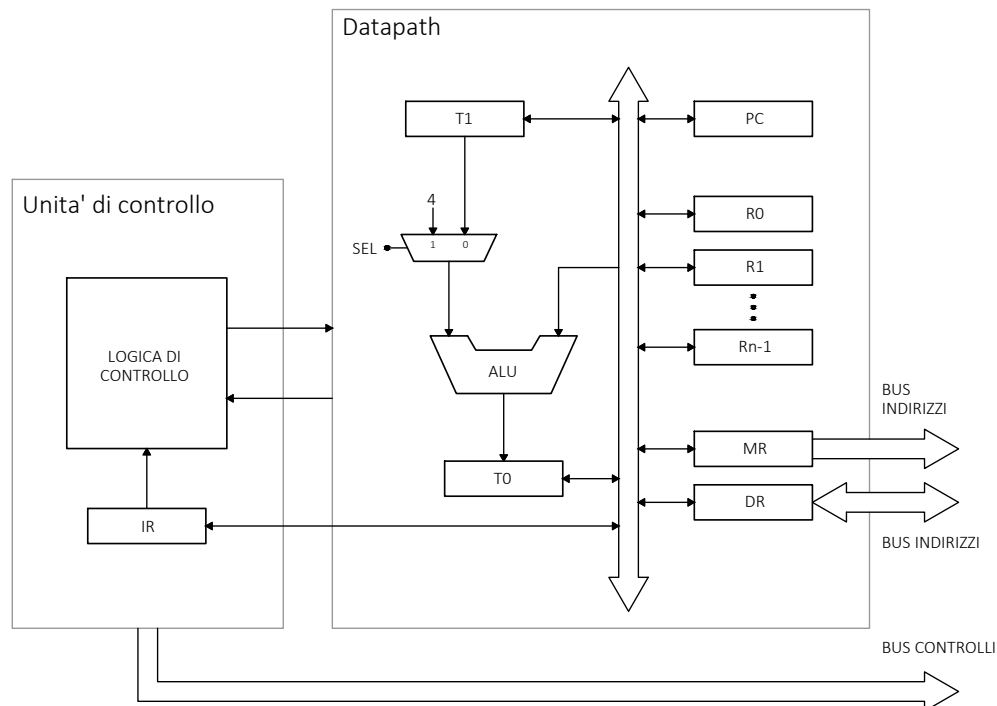 Datapath
T1
PC
4
Unita' di controllo
R0
SEL
1
0
R1
LOGICA DI
CONTROLLO
Rn-1
ALU
BUS
INDIRIZZI
MR
T0
DR
IR
BUS INDIRIZZI
BUS CONTROLLI